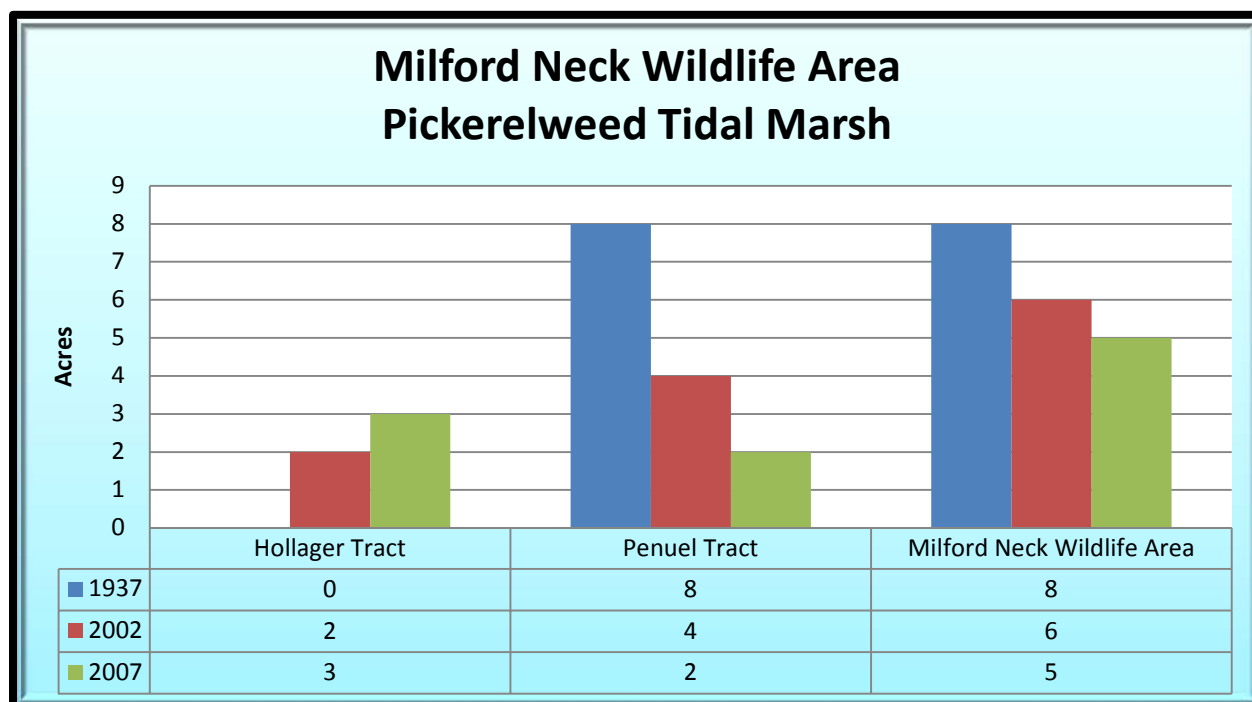 Milford Neck Wildlife Area
Pickerelweed Tidal Marsh
Acres
9
8
7
6
5
4
3
2
1
0
Hollager Tract Penuel Tract Milford Neck Wildlife Area
1937 0 8 8
2002 2 4 6
2007 3 2 5